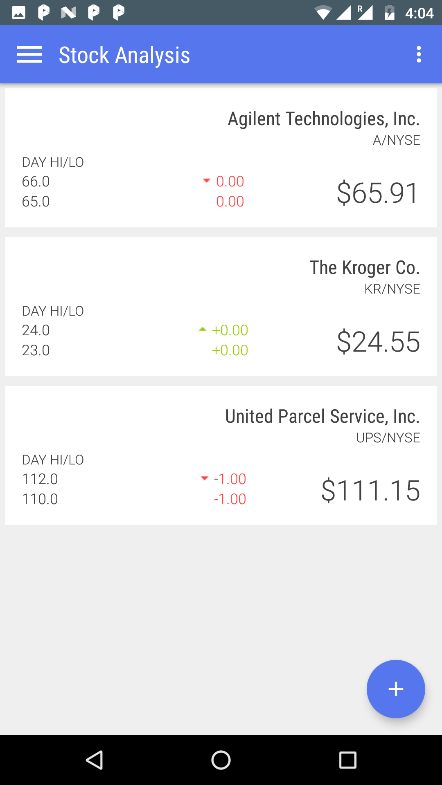 R
4:04
Stock Analysis
Agilent Technologies, Inc.
A/NYSE
DAY HI/LO
66.0
0.00
$65.91
65.0
0.00
The Kroger Co.
KR/NYSE
DAY HI/LO
24.0
+0.00
$24.55
23.0
+0.00
United Parcel Service, Inc.
UPS/NYSE
DAY HI/LO
112.0
-1.00
$111.15
110.0
-1.00